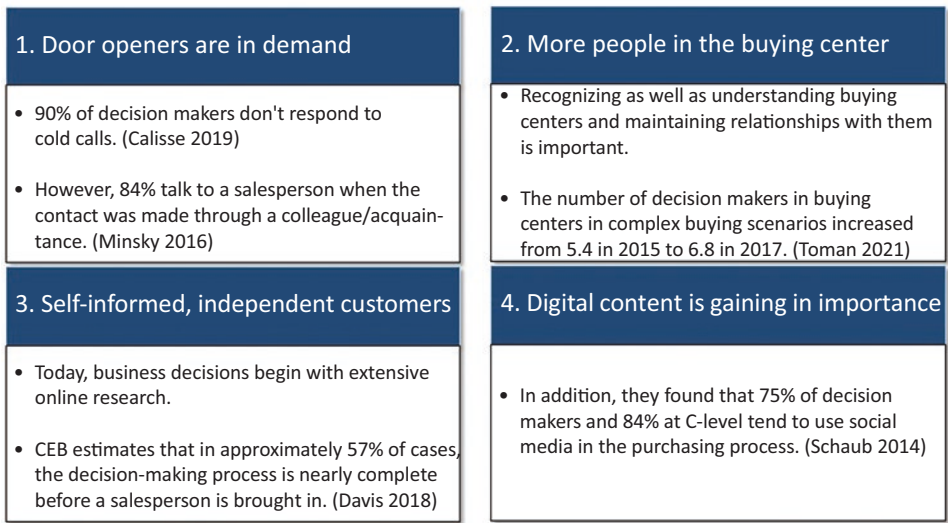 1. Door openers are in demand
• 90% of decision makers don't respond to
cold calls. (Calisse 2019)
• However, 84% talk to a salesperson when the
contact was made through a colleague/acquain-
tance. (Minsky 2016)
2. More people in the buying center
• Recognizing as well as understanding buying
centers and maintaining relationships with them
is important.
• The number of decision makers in buying
centers in complex buying scenarios increased
from 5.4 in 2015 to 6.8 in 2017. (Toman 2021)
3. Self-informed, independent customers
• Today, business decisions begin with extensive
online research.
• CEB estimates that in approximately 57% of cases,
the decision-making process is nearly complete
before a salesperson is brought in. (Davis 2018)
4. Digital content is gaining in importance
• In addition, they found that 75% of decision
makers and 84% at C-level tend to use social
media in the purchasing process. (Schaub 2014)